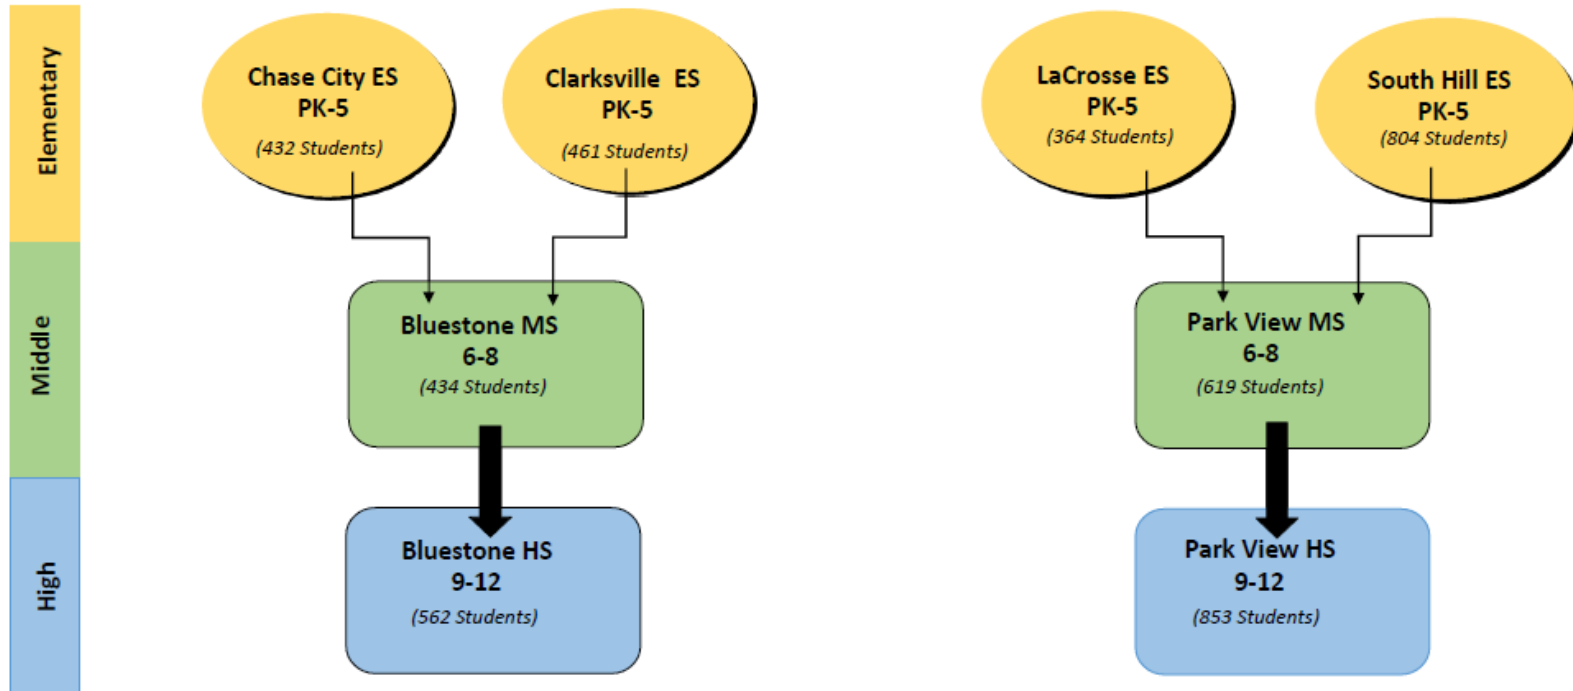 Elementary
Chase City ES
PK-5
(432 Students)
Clarksville ES
PK-5
(461 Students)
LaCrosse ES
PK-5
(364 Students)
South Hill ES
PK-5
(804 Students)
Middle
Bluestone MS
6-8
(434 Students)
Park View MS
6-8
(619 Students)
High
Bluestone HS
9-12
(562 Students)
Park View HS
9-12
(853 Students)